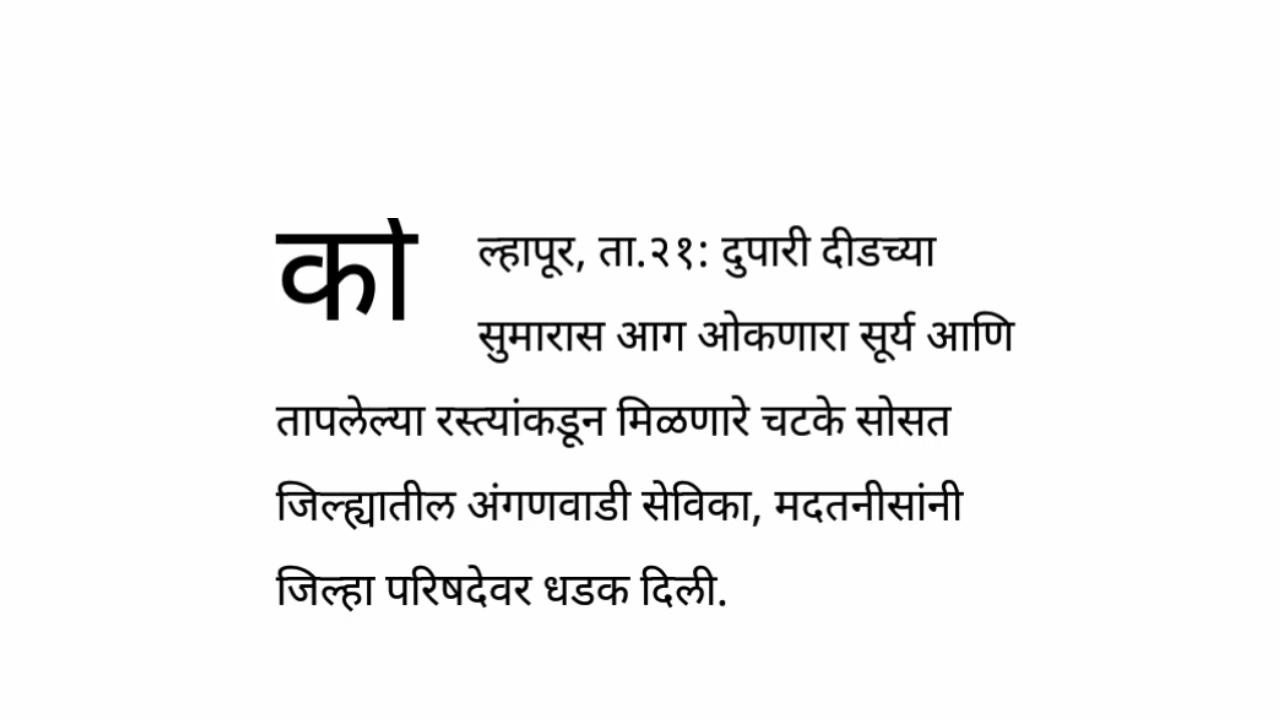 कोल्हापूर, ता.२१: दुपारी दीडच्या
सुमारास आग ओकणारा सूर्य आणि
तापलेल्या रस्त्यांकडून मिळणारे चटके सोसत
जिल्ह्यातील अंगणवाडी सेविका, मदतनीसांनी
जिल्हा परिषदेवर धडक दिली.